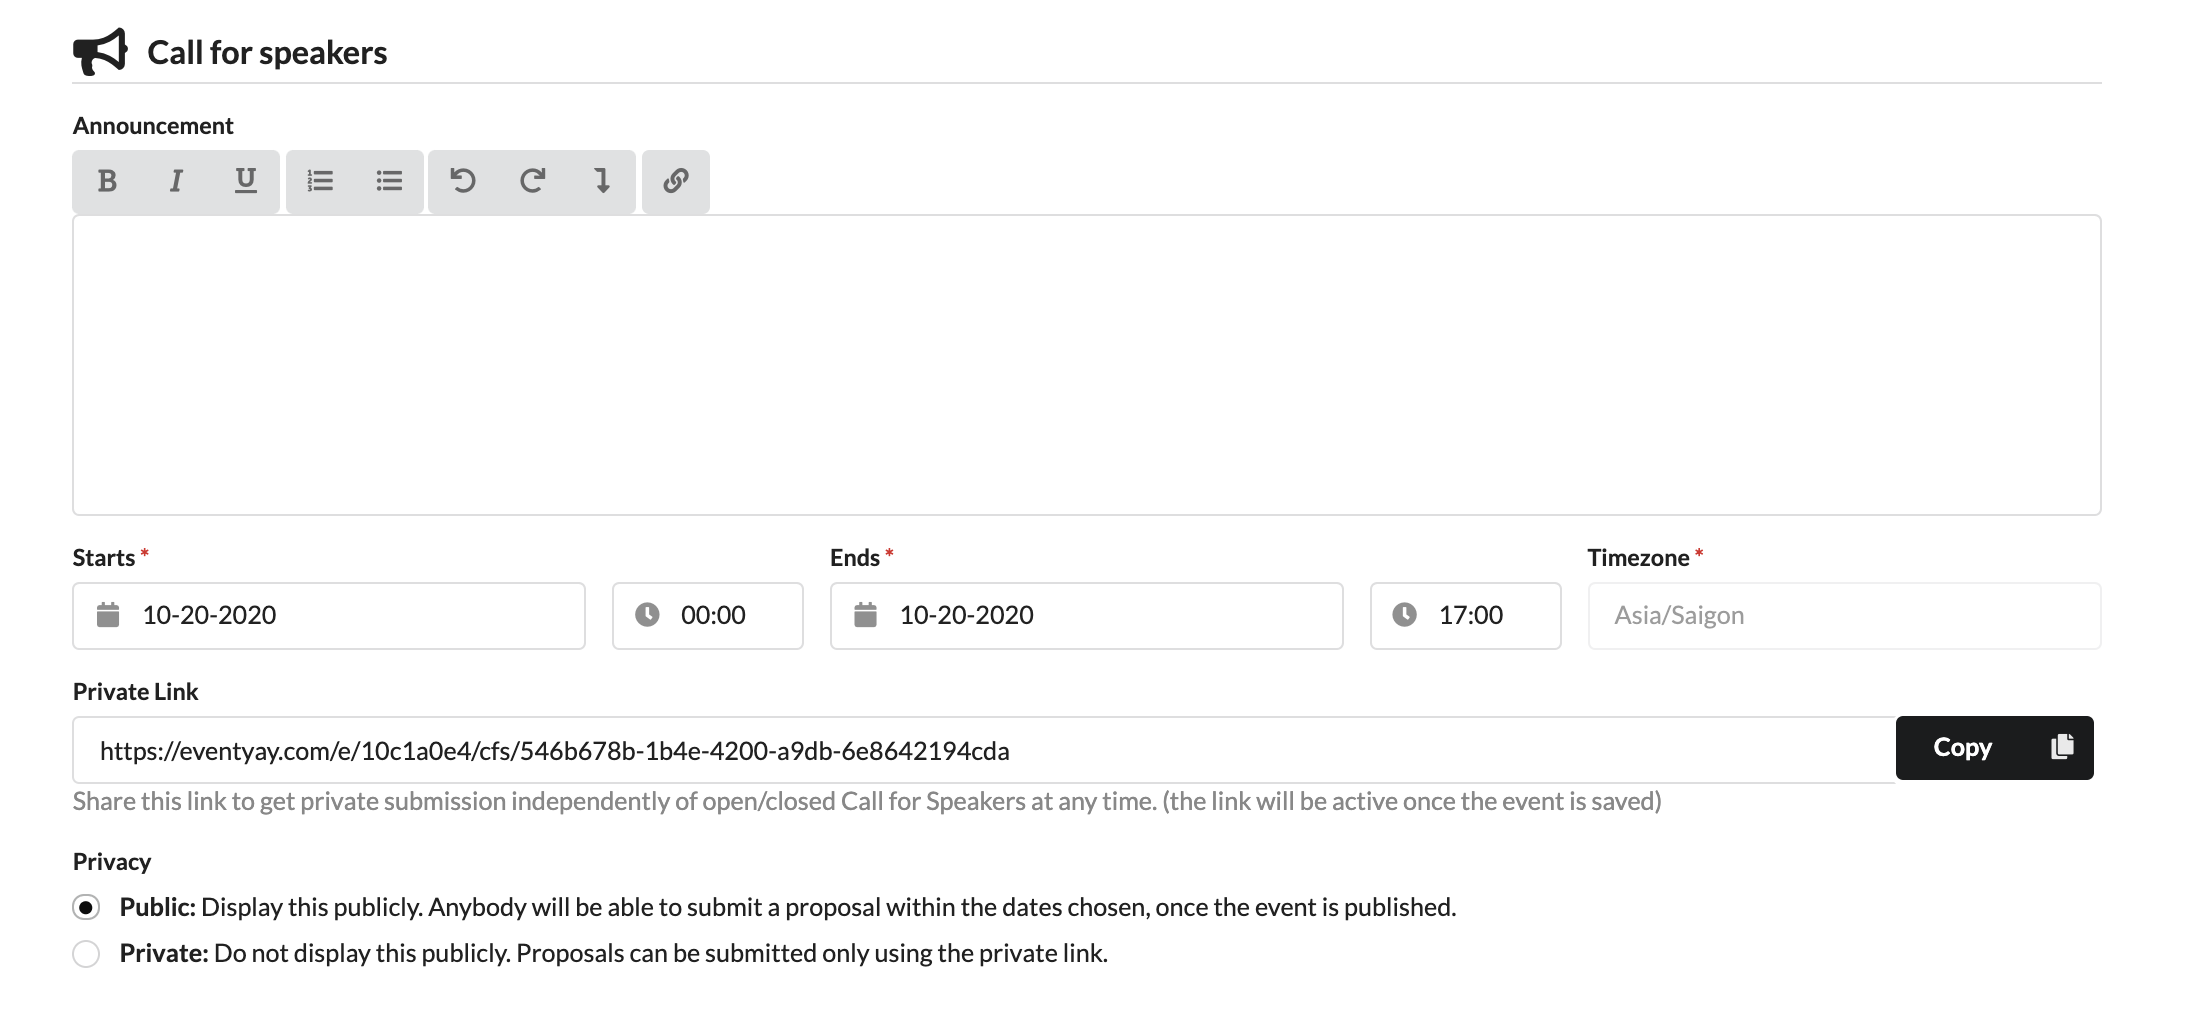 Call for speakers
Announcement
B I U
Starts * Ends * Timezone *
10-20-2020 00:00 10-20-2020 17:00 Asia/Saigon
Private Link
https://eventyay.com/e/10c1a0e4/cfs/546b678b-1b4e-4200-a9db-6e8642194cda Copy
Share this link to get private submission independently of open/closed Call for Speakers at any time. (the link will be active once the event is saved)
Privacy
Public: Display this publicly. Anybody will be able to submit a proposal within the dates chosen, once the event is published.
Private: Do not display this publicly. Proposals can be submitted only using the private link.